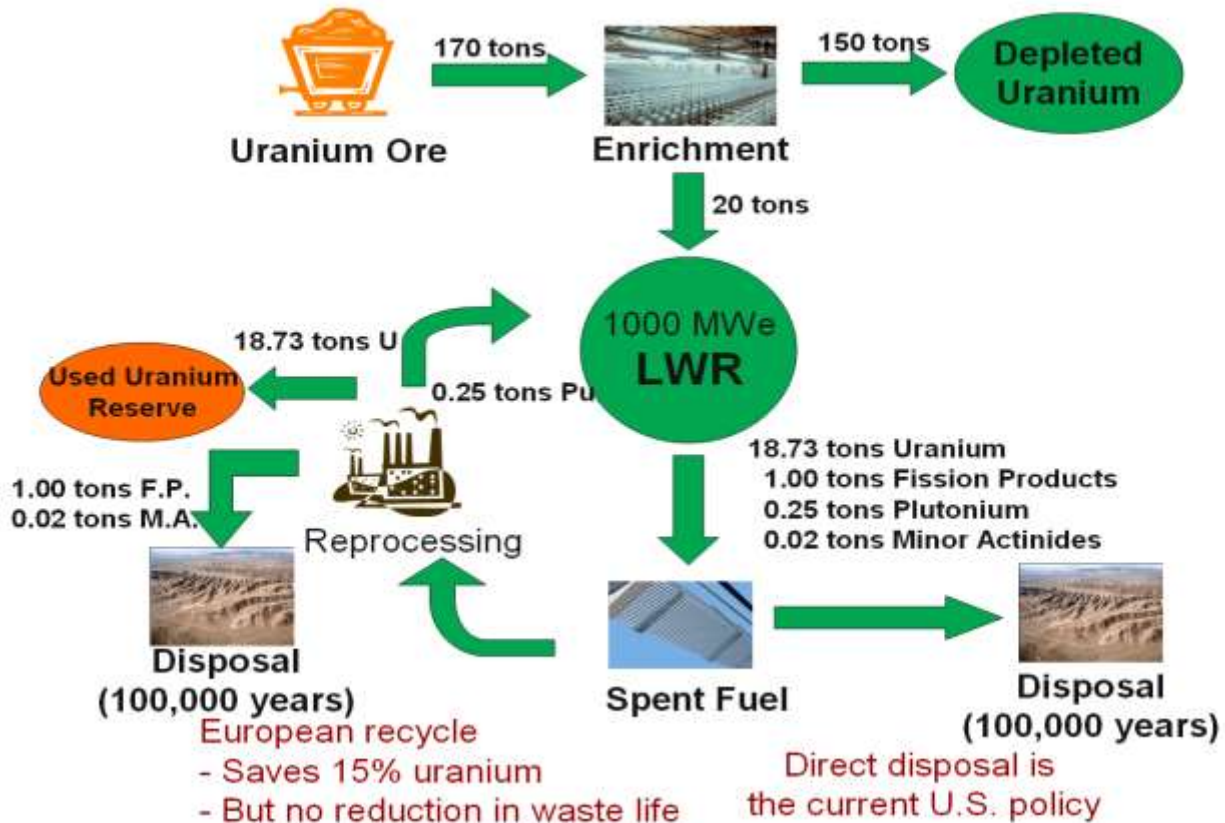 170 tons
150 tons
Depleted
Uranium
Uranium Ore
Enrichment
20 tons
1000 MWe
LWR
18.73 tons U
Used Uranium
Reserve
0.25 tons Pu
18.73 tons Uranium
1.00 tons Fission Products
0.25 tons Plutonium
0.02 tons Minor Actinides
1.00 tons F.P.
0.02 tons M.A.
Reprocessing
Disposal
(100,000 years)
Spent Fuel
Disposal
(100,000 years)
European recycle
- Saves 15% uranium
- But no reduction in waste life
Direct disposal is
the current U.S. policy